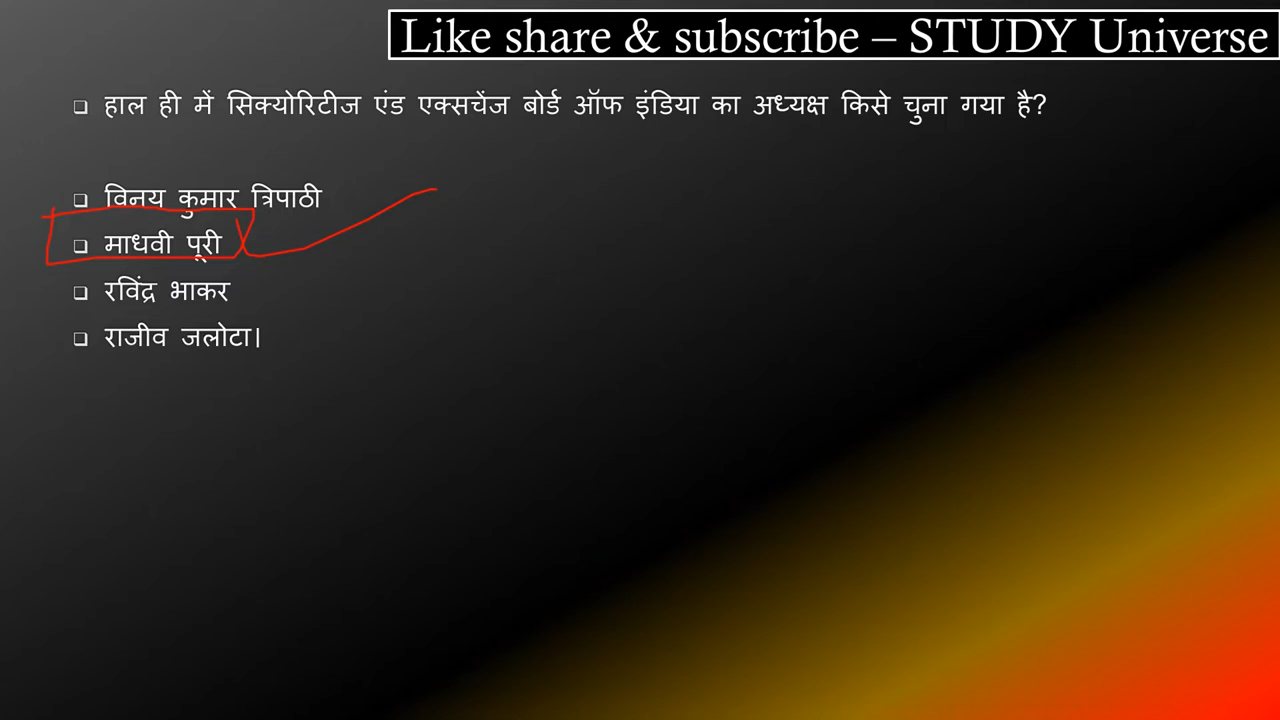 Like share & subscribe – STUDY Universe
हाल ही में सिक्योरिटीज एंड एक्सचेंज बोर्ड ऑफ इंडिया का अध्यक्ष किसे चुना गया है?
विनय कुमार त्रिपाठी
माधवी पूरी
रविंद्र भाकर
राजीव जलोटा।